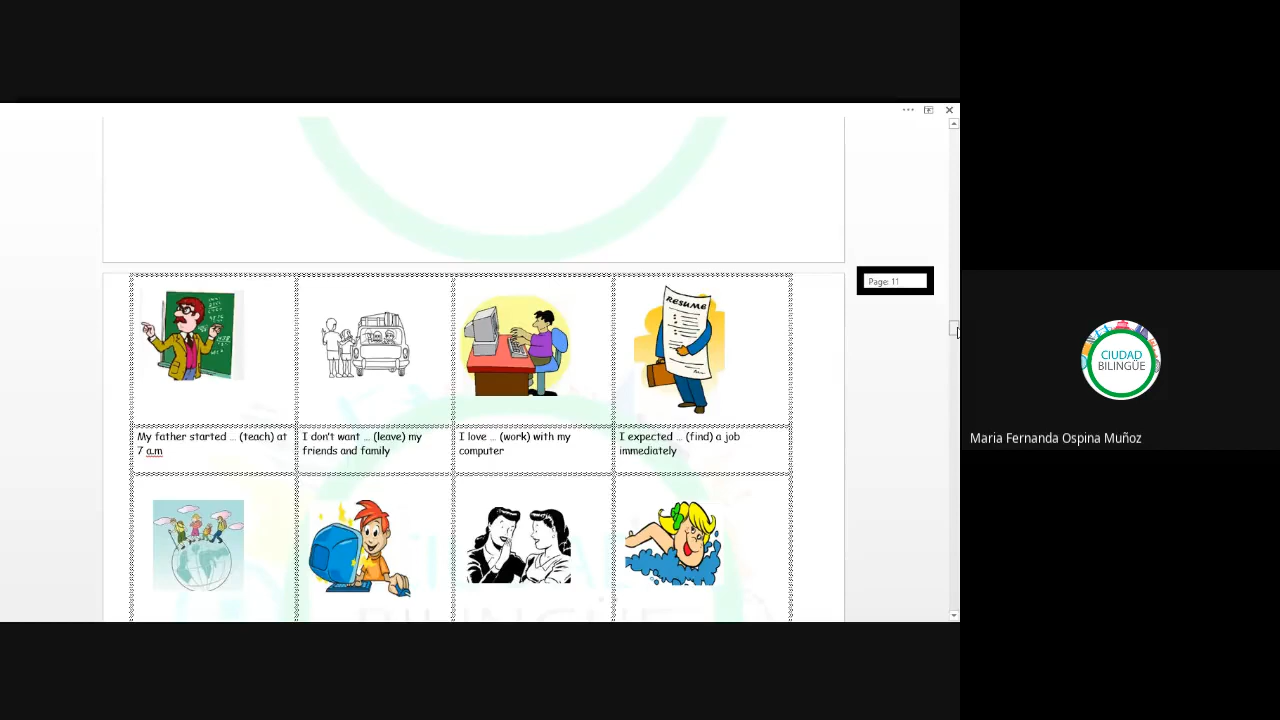 Page: 11
RESUME
My father started ... (teach) at
7 a.m
I don't want ... (leave) my
friends and family
I love ... (work) with my
computer
I expected ... (find) a job
immediately
CIUDAD
BILINGÜE
Maria Fernanda Ospina Muñoz
BILINGÜE